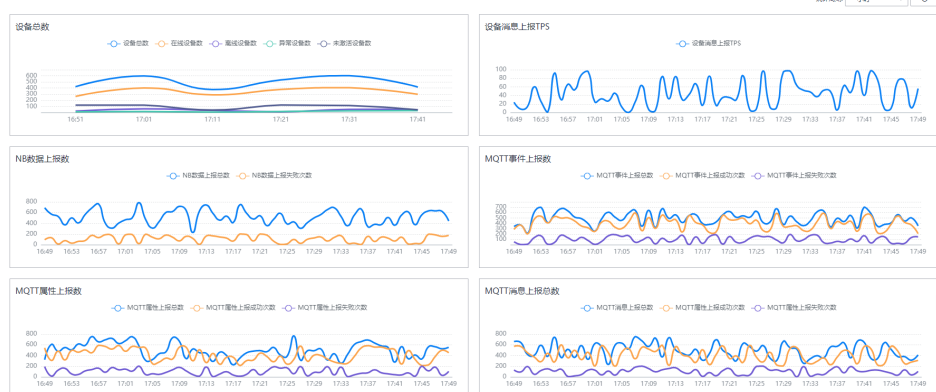 设备总数
设备总数 在线设备数 离线设备数 异常设备数 未激活设备数
600
500
400
300
200
100
16:51 17:01 17:11 17:21 17:31 17:41
设备消息上报TPS
设备消息上报TPS
100
80
60
40
20
0
16:49 16:53 16:57 17:01 17:05 17:09 17:13 17:17 17:21 17:25 17:29 17:33 17:37 17:41 17:45 17:49
NB数据上报数
NB数据上报总数 NB数据上报失败次数
800
600
400
200
0
16:49 16:53 16:57 17:01 17:05 17:09 17:13 17:17 17:21 17:25 17:29 17:33 17:37 17:41 17:45 17:49
MQTT事件上报数
MQTT事件上报总数 MQTT事件上报成功次数 MQTT事件上报失败次数
700
600
500
400
300
200
100
16:49 16:53 16:57 17:01 17:05 17:09 17:13 17:17 17:21 17:25 17:29 17:33 17:37 17:41 17:45 17:49
MQTT属性上报数
MQTT属性上报总数 MQTT属性上报成功次数 MQTT属性上报失败次数
800
600
400
200
0
16:49 16:53 16:57 17:01 17:05 17:09 17:13 17:17 17:21 17:25 17:29 17:33 17:37 17:41 17:45 17:49
MQTT消息上报总数
MQTT消息上报总数 MQTT属性上报成功次数 MQTT属性上报失败次数
800
600
400
200
0
16:49 16:53 16:57 17:01 17:05 17:09 17:13 17:17 17:21 17:25 17:29 17:33 17:37 17:41 17:45 17:49